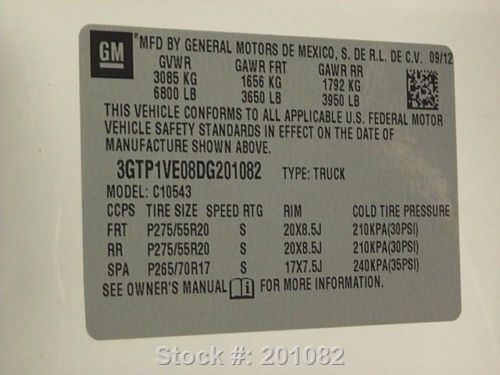 GM
MFD BY GENERAL MOTORS DE MEXICO, S. DE R.L. DE C.V. 09/12
GVWR GAWR FRT GAWR RR
3085 KG 1656 KG 1792 KG
6800 LB 3650 LB 3950 LB
THIS VEHICLE CONFORMS TO ALL APPLICABLE U.S. FEDERAL MOTOR
VEHICLE SAFETY STANDARDS IN EFFECT ON THE DATE OF
MANUFACTURE SHOWN ABOVE.
3GTP1VE08DG201082 TYPE: TRUCK
MODEL: C10543
CCPS TIRE SIZE SPEED RTG RIM COLD TIRE PRESSURE
FRT P275/55R20 S 20X8.5J 210KPA(30PSI)
RR P275/55R20 S 20X8.5J 210KPA(30PSI)
SPA P265/70R17 S 17X7.5J 240KPA(35PSI)
SEE OWNER'S MANUAL FOR MORE INFORMATION.
Stock #: 201082